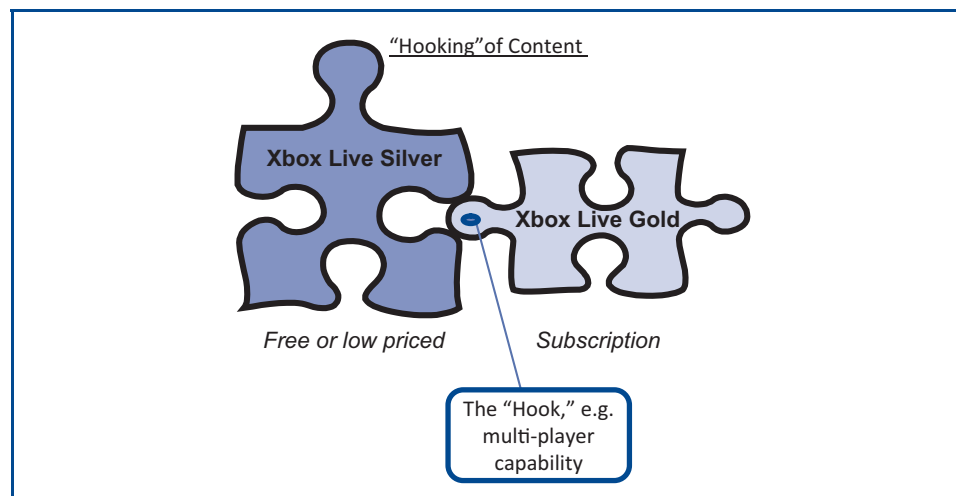 “Hooking”of Content
Xbox Live Silver
Xbox Live Gold
Free or low priced
Subscription
The “Hook,” e.g.
multi-player
capability